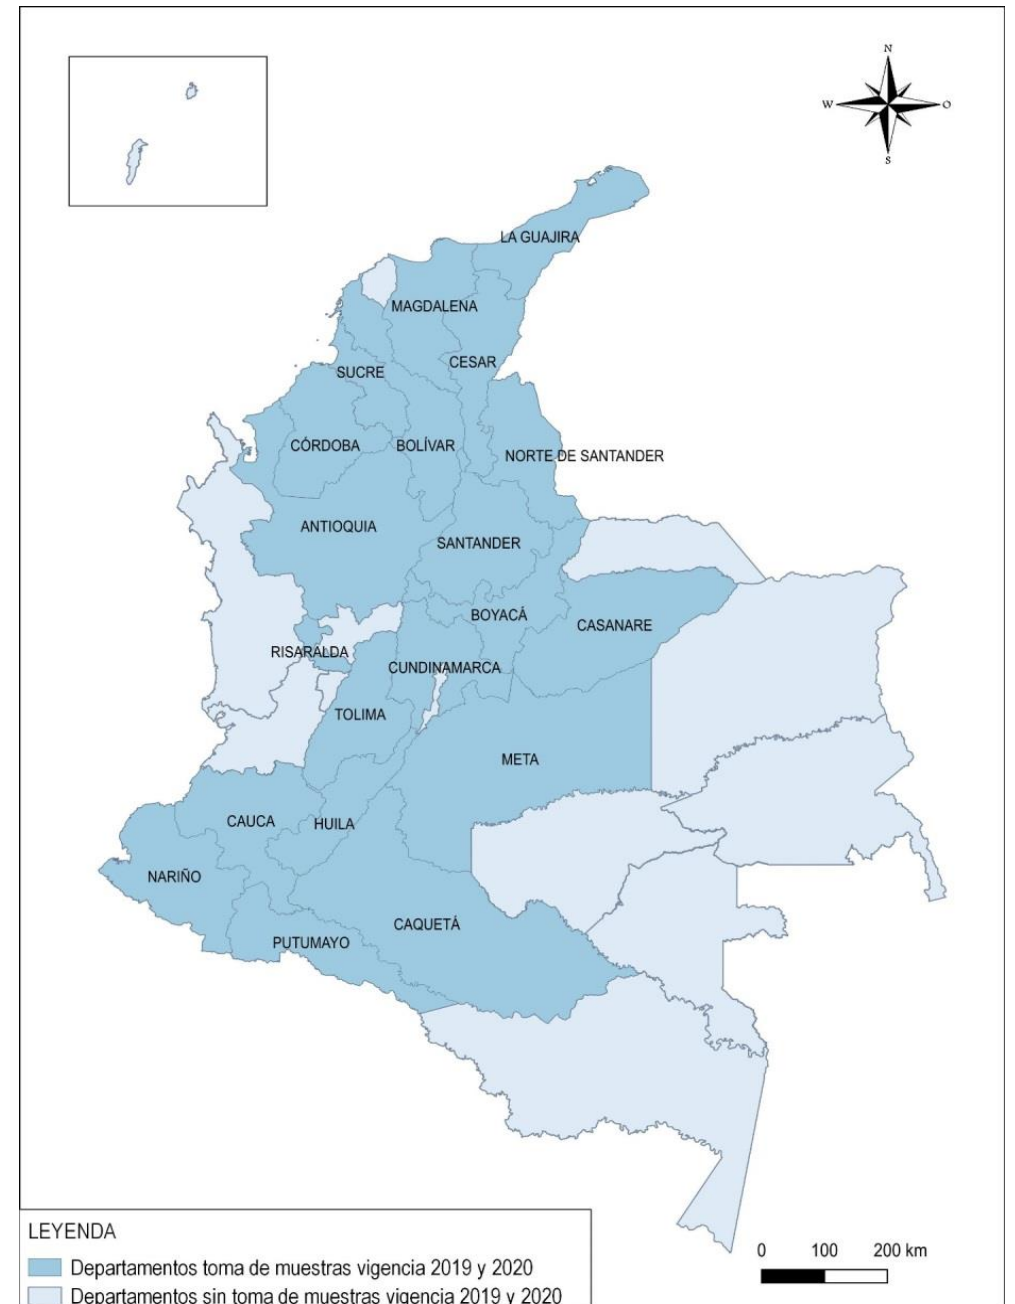 N
W O
S
LA GUAJIRA
MAGDALENA
CESAR
SUCRE
CÓRDOBA
BOLÍVAR
NORTE DE SANTANDER
ANTIOQUIA
SANTANDER
BOYACÁ
CASANARE
RISARALDA
CUNDINAMARCA
TOLIMA
META
CAUCA
HUILA
NARIÑO
CAQUETÁ
PUTUMAYO
LEYENDA
Departamentos toma de muestras vigencia 2019 y 2020
Departamentos sin toma de muestras vigencia 2019 y 2020
0 100 200 km